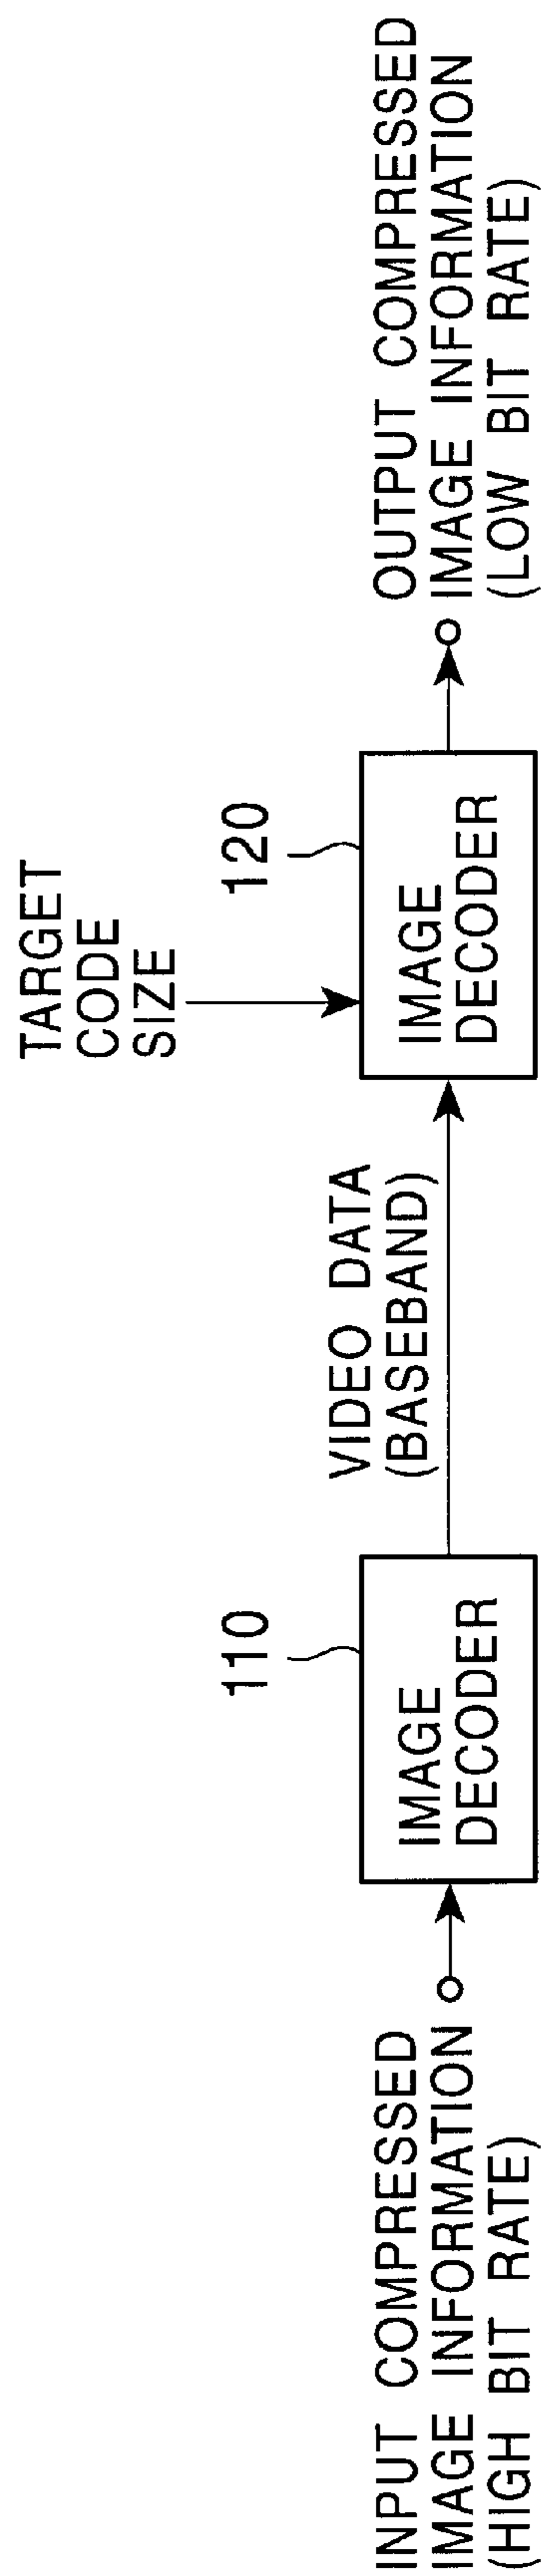 INPUT COMPRESSED
IMAGE INFORMATION
(HIGH BIT RATE)
110
IMAGE
DECODER
VIDEO DATA
(BASEBAND)
TARGET
CODE
SIZE
120
IMAGE
DECODER
OUTPUT COMPRESSED
IMAGE INFORMATION
(LOW BIT RATE)